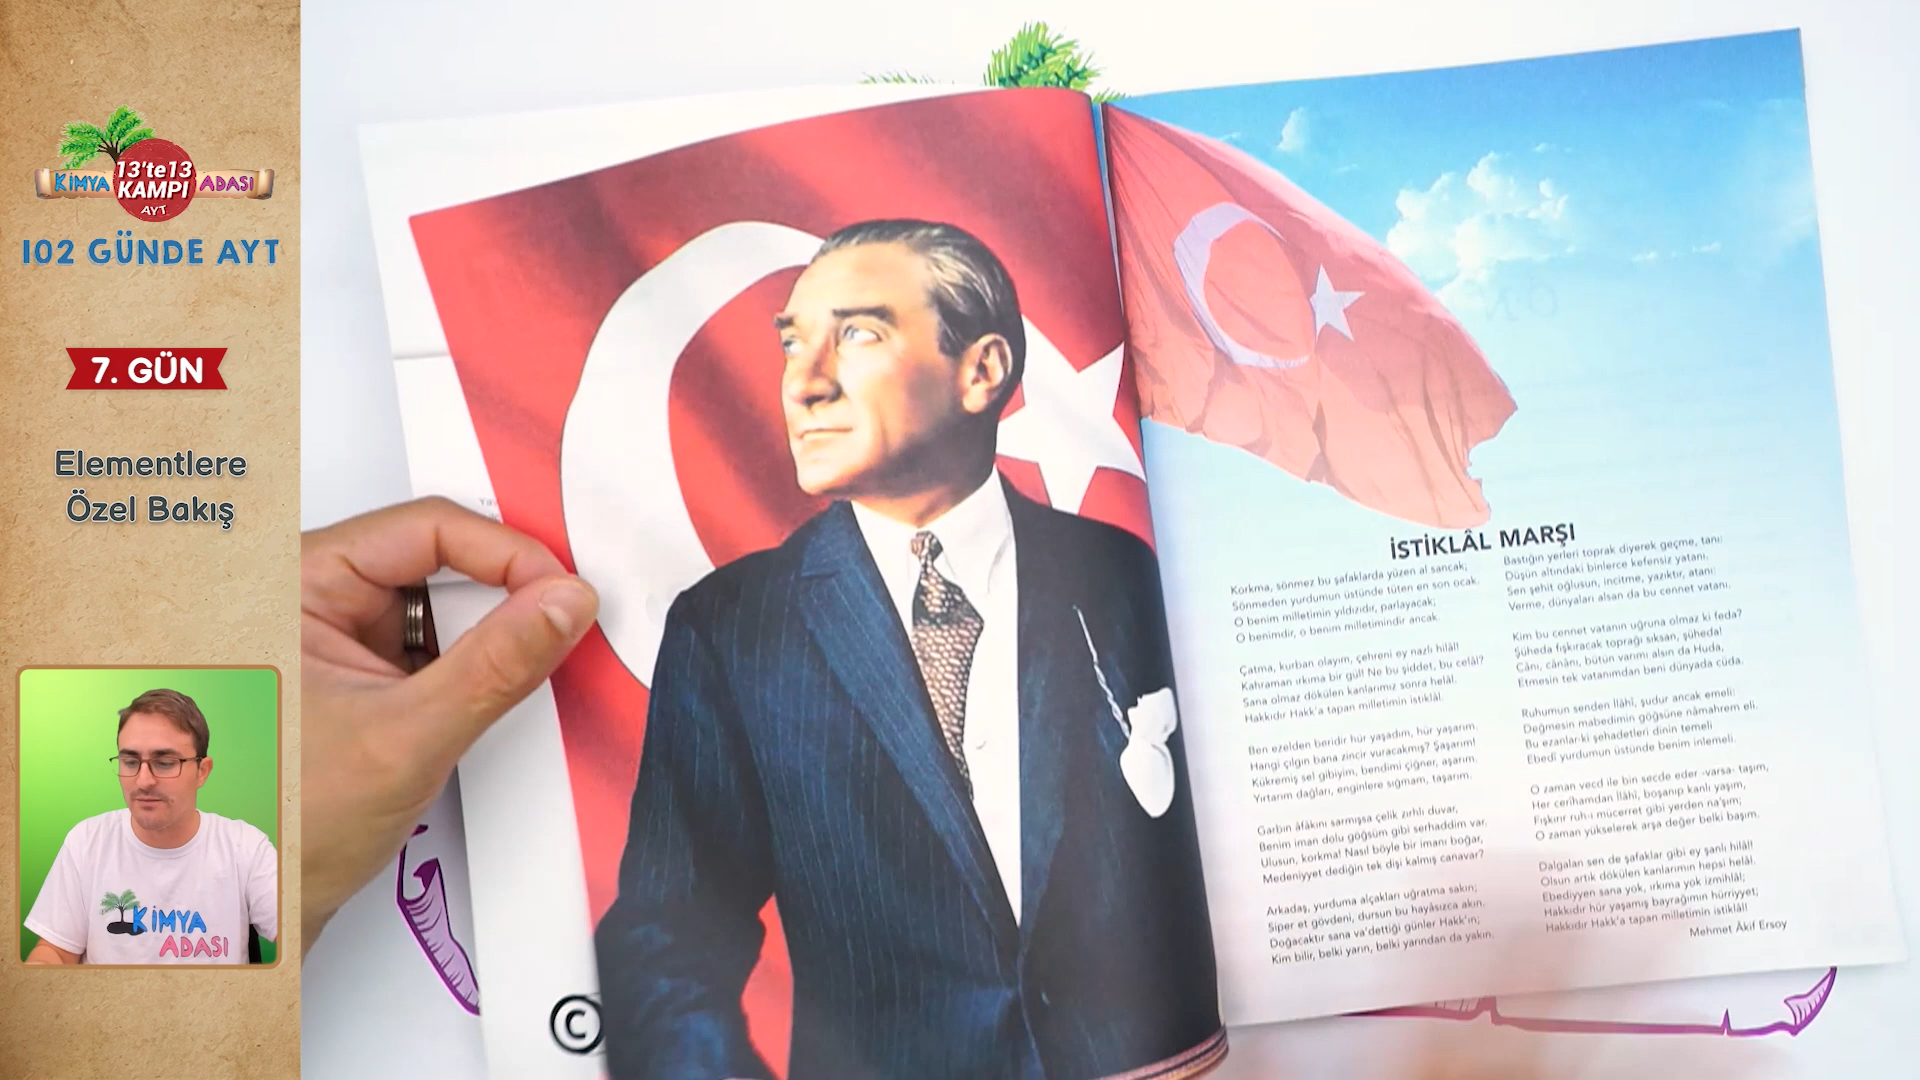 KİMYA
13'te13
KAMPI
AYT
ADASI
102 GÜNDE AYT
7. GÜN
Elementlere
Özel Bakış
KİMYA
ADASI
©
İSTİKLÂL MARŞI
Korkma, sönmez bu şafaklarda yüzen al sancak;
Sönmeden yurdumun üstünde tüten en son ocak.
O benim milletimin yıldızıdır, parlayacak;
O benimdir, o benim milletimindir ancak.
Çatma, kurban olayım, çehreni ey nazlı hilâl!
Kahraman ırkıma bir gül! Ne bu şiddet, bu celâl?
Sana olmaz dökülen kanlarımız sonra helâl.
Hakkıdır Hakk'a tapan milletimin istiklâl.
Ben ezelden beridir hür yaşadım, hür yaşarım.
Hangi çılgın bana zincir vuracakmış? Şaşarım!
Kükremiş sel gibiyim, bendimi çiğner, aşarım.
Yırtarım dağları, enginlere sığmam, taşarım.
Garbın âfâkını sarmışsa çelik zırhlı duvar,
Benim iman dolu göğsüm gibi serhaddim var.
Ulusun, korkma! Nasıl böyle bir imanı boğar,
Medeniyyet dediğin tek dişi kalmış canavar?
Arkadaş, yurduma alçakları uğratma sakın;
Siper et gövdeni, dursun bu hayâsızca akın.
Doğacaktır sana va'dettiği günler Hakk'ın;
Kim bilir, belki yarın, belki yarından da yakın.
Bastığın yerleri toprak diyerek geçme, tanı:
Düşün altındaki binlerce kefensiz yatanı.
Sen şehit oğlusun, incitme, yazıktır, atanı:
Verme, dünyaları alsan da bu cennet vatanı.
Kim bu cennet vatanın uğruna olmaz ki feda?
Şüheda fışkıracak toprağı sıksan, şüheda!
Cânı, cânânı, bütün varımı alsın da Huda,
Etmesin tek vatanımdan beni dünyada cüda.
Ruhumun senden İlâhî, şudur ancak emeli:
Değmesin mabedimin göğsüne nâmahrem eli.
Bu ezanlar-ki şehadetleri dinin temeli
Ebedî yurdumun üstünde benim inlemeli.
O zaman vecd ile bin secde eder -varsa- taşım,
Her cerîhamdan İlâhî, boşanıp kanlı yaşım,
Fışkırır ruh-ı mücerret gibi yerden na'şım;
O zaman yükselerek arşa değer belki başım.
Dalgalan sen de şafaklar gibi ey şanlı hilâl!
Olsun artık dökülen kanlarımın hepsi helâl.
Ebediyyen sana yok, ırkıma yok izmihlâl;
Hakkıdır hür yaşamış bayrağımın hürriyyet;
Hakkıdır Hakk'a tapan milletimin istiklâl!
Mehmet Âkif Ersoy